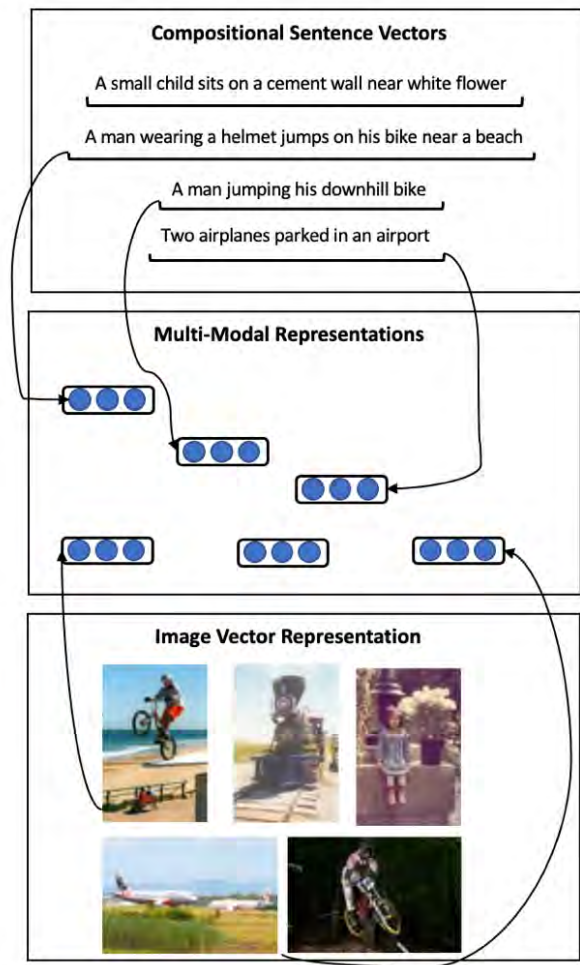 Compositional Sentence Vectors
A small child sits on a cement wall near white flower
A man wearing a helmet jumps on his bike near a beach
A man jumping his downhill bike
Two airplanes parked in an airport
Multi-Modal Representations
Image Vector Representation